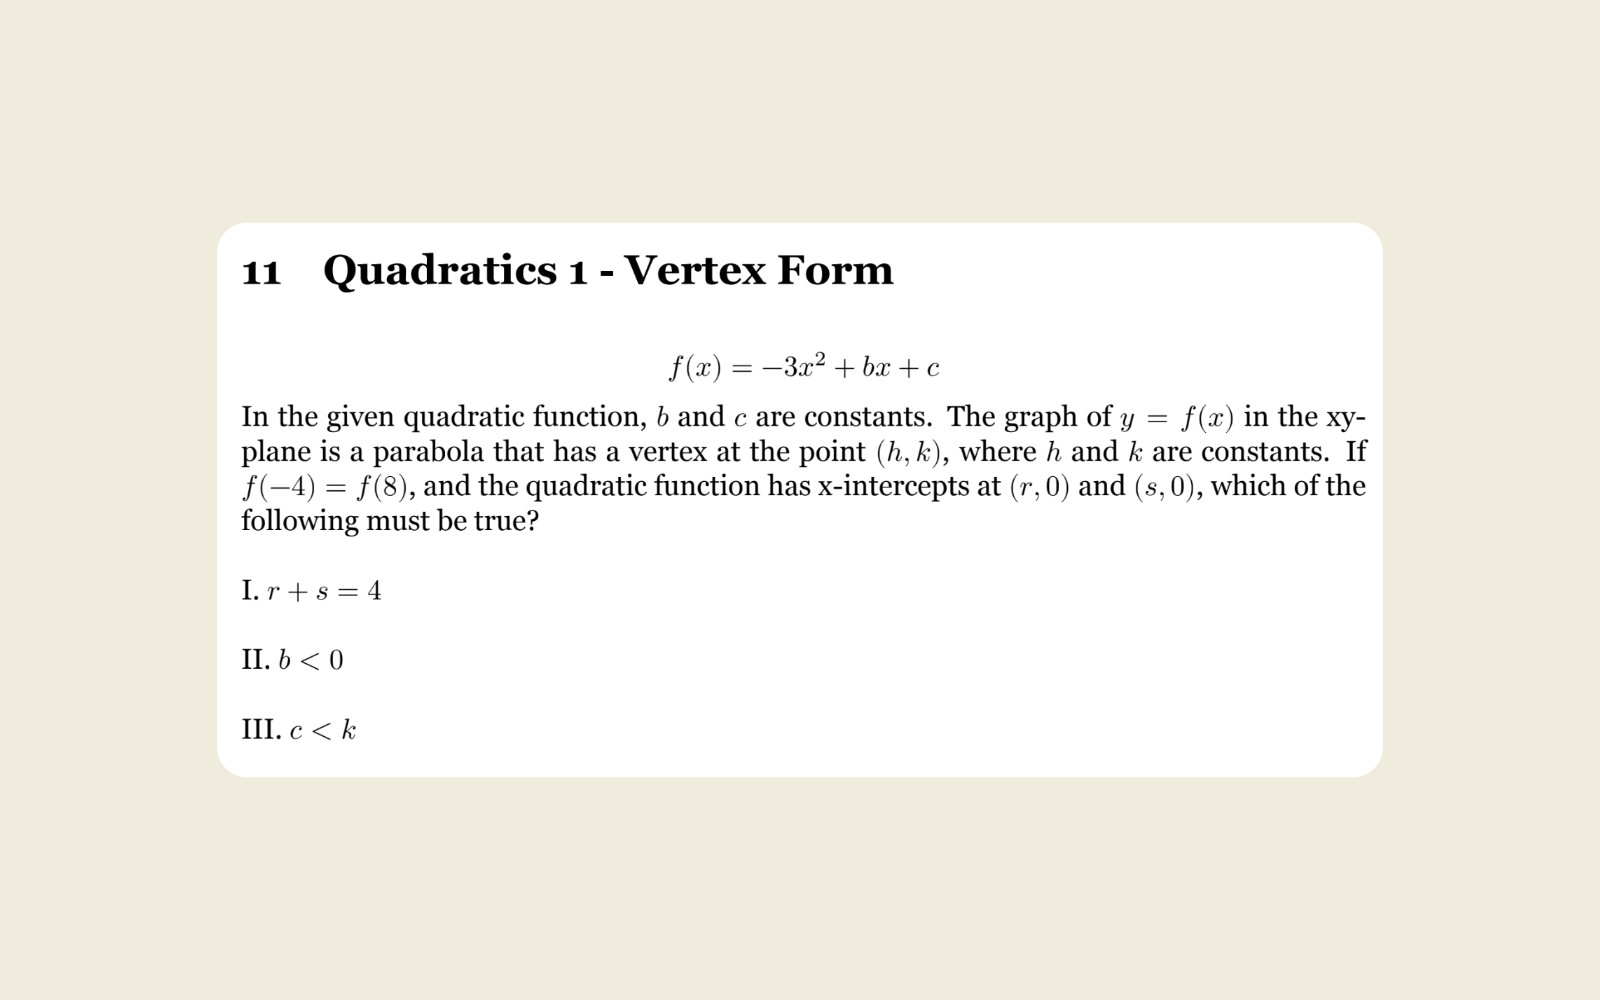 11 Quadratics 1 - Vertex Form
f(x) = −3x² + bx + c
In the given quadratic function, b and c are constants. The graph of y = f(x) in the xy-
plane is a parabola that has a vertex at the point (h, k), where h and k are constants. If
f(−4) = f(8), and the quadratic function has x-intercepts at (r, 0) and (s, 0), which of the
following must be true?
I. r + s = 4
II. b < 0
III. c < k